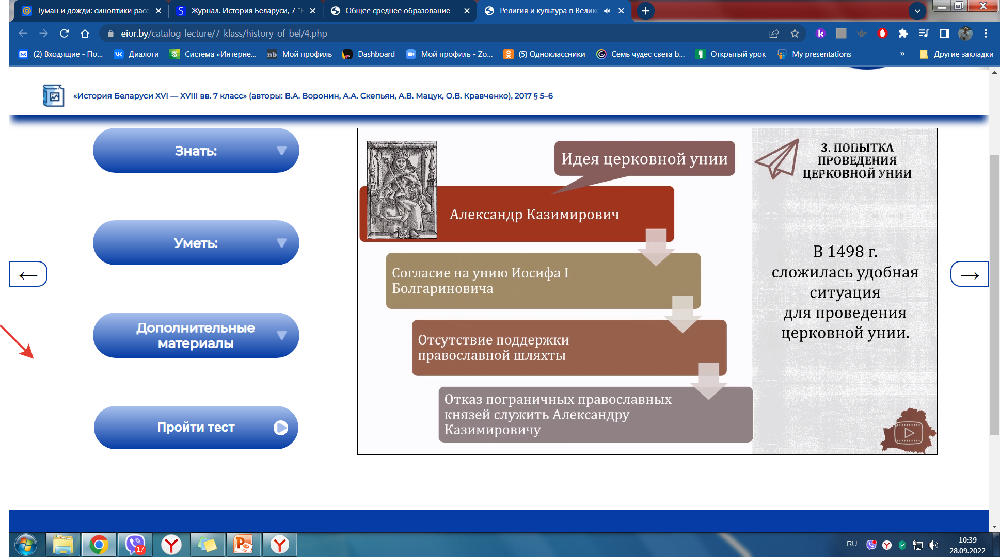 Туман и дожди: синоптики расс
Журнал. История Беларуси, 7 "Е
Общее среднее образование
Религия и культура в Велико
eior.by/catalog_lecture/7-klass/history_of_bel/4.php
(2) Входящие - По...
Диалоги
Система «Интерне...
Мой профиль
Dashboard
Мой профиль - Zo...
(5) Одноклассники
Семь чудес света b...
Открытый урок
My presentations
»
Другие закладки
«История Беларуси XVI — XVIII вв. 7 класс» (авторы: В.А. Воронин, А.А. Скепьян, А.В. Мацук, О.В. Кравченко), 2017 § 5–6
Знать:
Уметь:
Дополнительные
материалы
Пройти тест
Идея церковной унии
Александр Казимирович
Согласие на унию Иосифа I
Болгариновича
Отсутствие поддержки
православной шляхты
Отказ пограничных православных
князей служить Александру
Казимировичу
3. ПОПЫТКА
ПРОВЕДЕНИЯ
ЦЕРКОВНОЙ УНИИ
В 1498 г.
сложилась удобная
ситуация
для проведения
церковной унии.
17
RU
10:39
28.09.2022